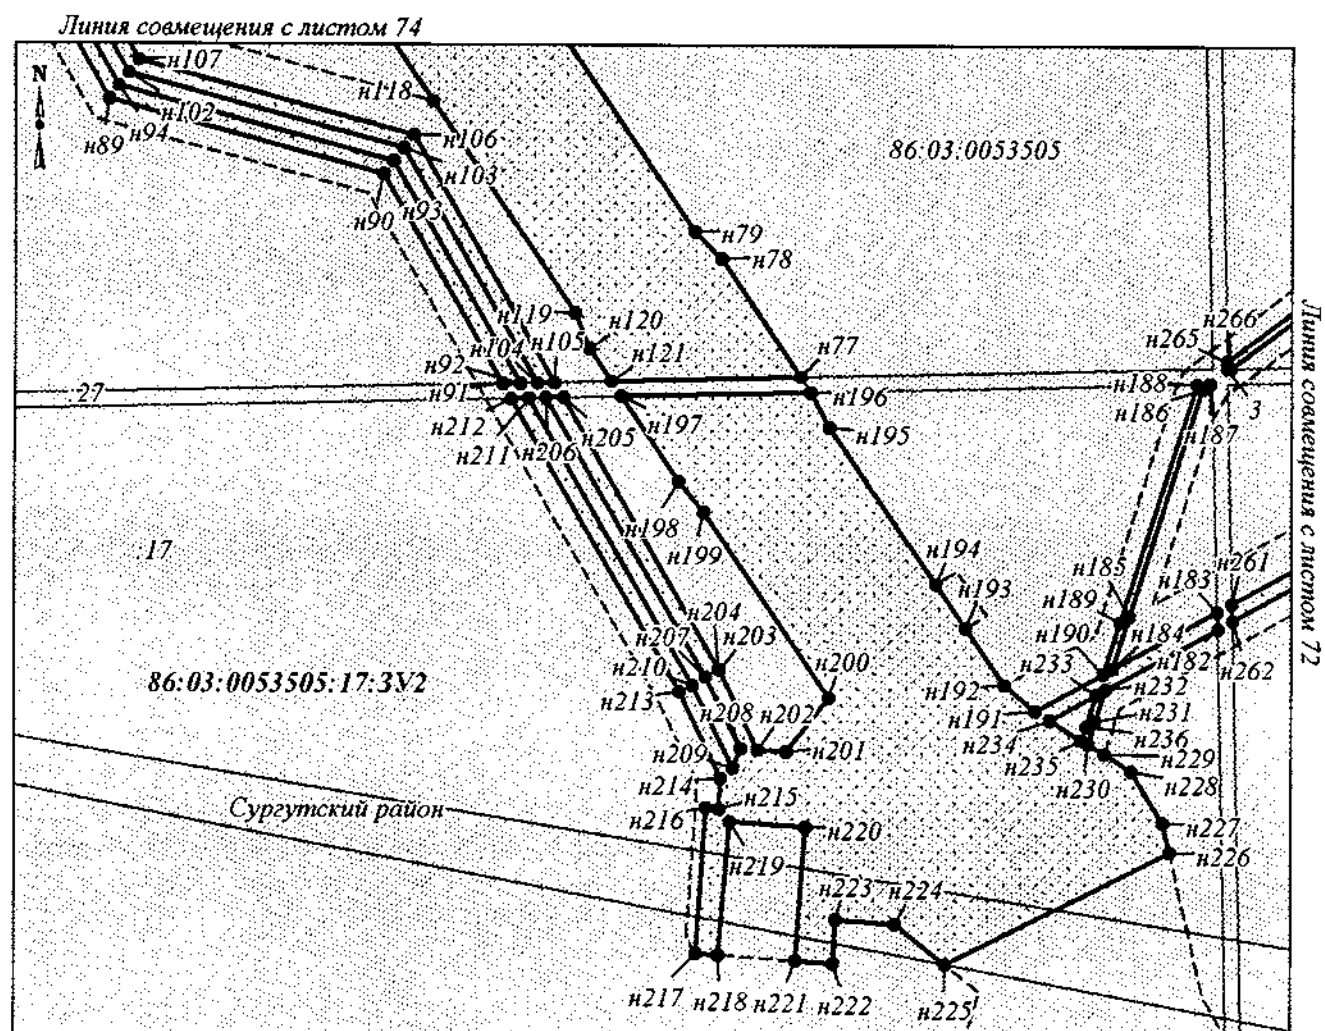 Линия совмещения с листом 74
N
н107
н118
н102
н94
н89
н106
н103
н93
н90
86:03:0053505
н79
н78
н119
н120
н105
н104
н121
н77
н92
н91
.27
н266
н265
н188
н186
н187
3
н196
н195
н197
н212
н211
н206
н205
н198
н199
.17
н194
н193
н185
н189
н190
н183
н261
н184
н182
н262
н204
н203
н207
н210
н213
86:03:0053505:17:ЗУ2
н200
н233
н232
н192
н191
н231
н236
н234
н235
н229
н230
н228
н208
н202
н209
н201
н214
н215
н216
Сургутский район
н220
н219
н227
н226
н223
н224
н217
н218
н221
н222
н225
Линия совмещения с листом 72